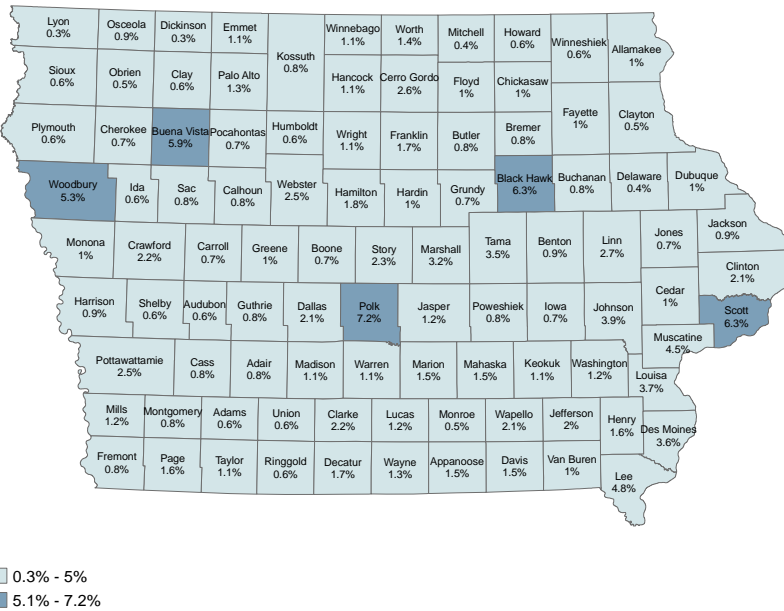 Lyon
0.3%
Osceola
0.9%
Dickinson
0.3%
Emmet
1.1%
Kossuth
0.8%
Winnebago
1.1%
Worth
1.4%
Mitchell
0.4%
Howard
0.6%
Winneshiek
0.6%
Allamakee
1%
Sioux
0.6%
Obrien
0.5%
Clay
0.6%
Palo Alto
1.3%
Hancock
1.1%
Cerro Gordo
2.6%
Floyd
1%
Chickasaw
1%
Fayette
1%
Clayton
0.5%
Plymouth
0.6%
Cherokee
0.7%
Buena Vista
5.9%
Pocahontas
0.7%
Humboldt
0.6%
Wright
1.1%
Franklin
1.7%
Butler
0.8%
Bremer
0.8%
Woodbury
5.3%
Ida
0.6%
Sac
0.8%
Calhoun
0.8%
Webster
2.5%
Hamilton
1.8%
Hardin
1%
Grundy
0.7%
Black Hawk
6.3%
Buchanan
0.8%
Delaware
0.4%
Dubuque
1%
Monona
1%
Crawford
2.2%
Carroll
0.7%
Greene
1%
Boone
0.7%
Story
2.3%
Marshall
3.2%
Tama
3.5%
Benton
0.9%
Linn
2.7%
Jones
0.7%
Jackson
0.9%
Clinton
2.1%
Harrison
0.9%
Shelby
0.6%
Audubon
0.6%
Guthrie
0.8%
Dallas
2.1%
Polk
7.2%
Jasper
1.2%
Poweshiek
0.8%
Iowa
0.7%
Johnson
3.9%
Cedar
1%
Scott
6.3%
Muscatine
4.5%
Pottawattamie
2.5%
Cass
0.8%
Adair
0.8%
Madison
1.1%
Warren
1.1%
Marion
1.5%
Mahaska
1.5%
Keokuk
1.1%
Washington
1.2%
Louisa
3.7%
Mills
1.2%
Montgomery
0.8%
Adams
0.6%
Union
0.6%
Clarke
2.2%
Lucas
1.2%
Monroe
0.5%
Wapello
2.1%
Jefferson
2%
Henry
1.6%
Des Moines
3.6%
Fremont
0.8%
Page
1.6%
Taylor
1.1%
Ringgold
0.6%
Decatur
1.7%
Wayne
1.3%
Appanoose
1.5%
Davis
1.5%
Van Buren
1%
Lee
4.8%
0.3% - 5%
5.1% - 7.2%